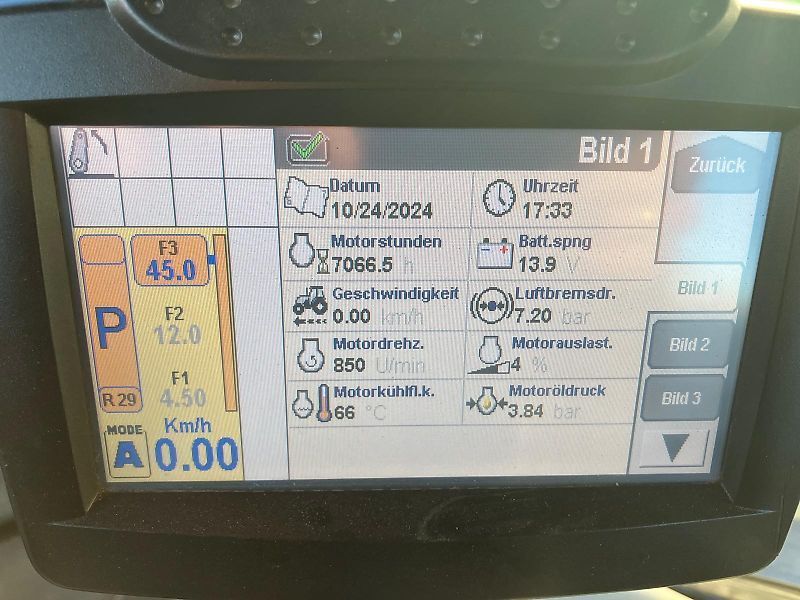 Bild 1
Zurück
Datum
10/24/2024
Uhrzeit
17:33
Motorstunden
7066.5 h
Batt.spng
13.9 V
Geschwindigkeit
0.00 km/h
Luftbremsdr.
7.20 bar
Motordrehz.
850 U/min
Motorauslast.
4 %
Motorkühlfl.k.
66 °C
Motoröldruck
3.84 bar
Bild 1
Bild 2
Bild 3
F3
45.0
P
F2
12.0
F1
4.50
R 29
MODE
A
Km/h
0.00